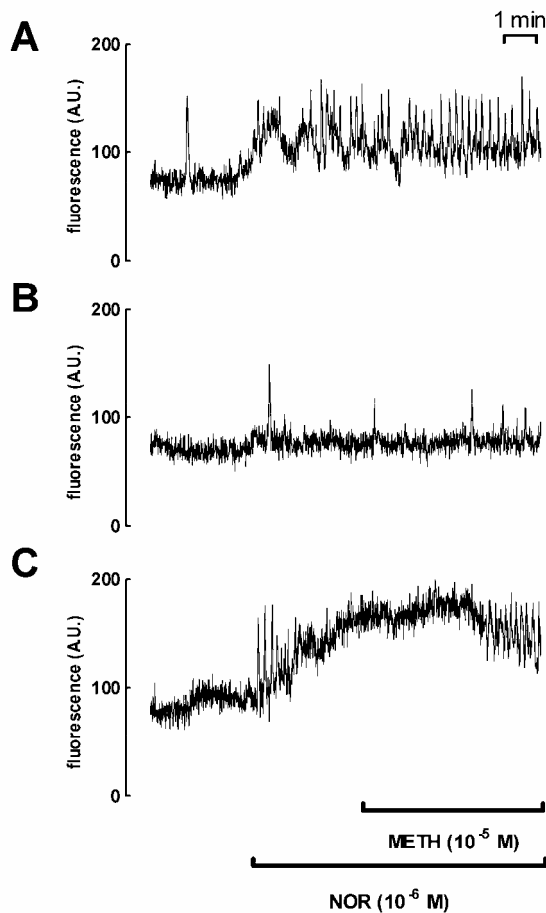 A
1 min
200
100
0
fluorescence (A.U.)
B
200
100
0
fluorescence (A.U.)
C
200
100
0
fluorescence (A.U.)
METH (10⁻⁵ M)
NOR (10⁻⁶ M)